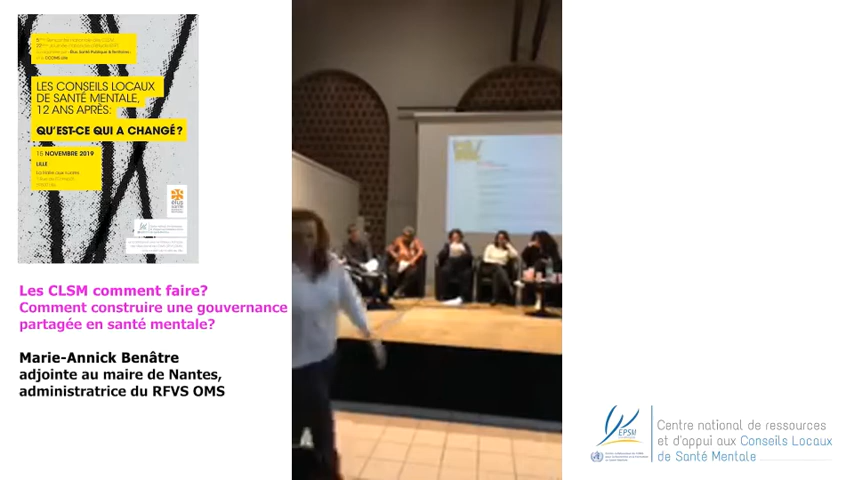 LES CONSEILS LOCAUX
DE SANTÉ MENTALE,
12 ANS APRÈS:
QU'EST-CE QUI A CHANGÉ?
15 NOVEMBRE 2019
LILLE
Les CLSM comment faire?
Comment construire une gouvernance
partagée en santé mentale?
Marie-Annick Benâtre
adjointe au maire de Nantes,
administratrice du RFVS OMS
EPSM
Centre national de ressources
et d'appui aux Conseils Locaux
de Santé Mentale